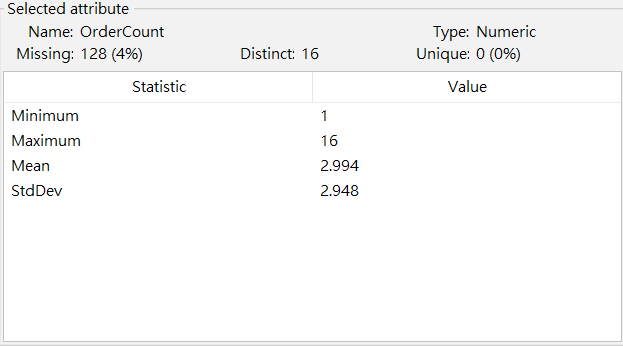 Selected attribute
Name: OrderCount Type: Numeric
Missing: 128 (4%) Distinct: 16 Unique: 0 (0%)
Statistic Value
Minimum 1
Maximum 16
Mean 2.994
StdDev 2.948